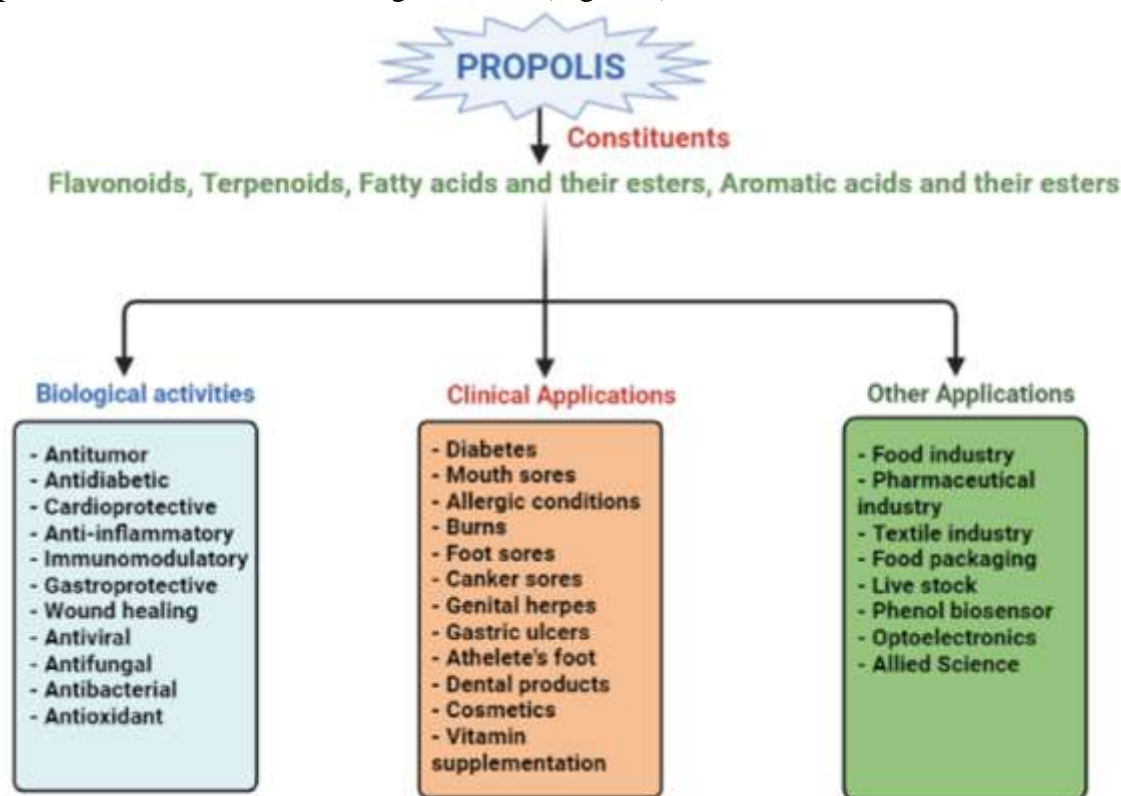 PROPOLIS
Constituents
Flavonoids, Terpenoids, Fatty acids and their esters, Aromatic acids and their esters
Biological activities
- Antitumor
- Antidiabetic
- Cardioprotective
- Anti-inflammatory
- Immunomodulatory
- Gastroprotective
- Wound healing
- Antiviral
- Antifungal
- Antibacterial
- Antioxidant
Clinical Applications
- Diabetes
- Mouth sores
- Allergic conditions
- Burns
- Foot sores
- Canker sores
- Genital herpes
- Gastric ulcers
- Athelete's foot
- Dental products
- Cosmetics
- Vitamin
supplementation
Other Applications
- Food industry
- Pharmaceutical
industry
- Textile industry
- Food packaging
- Live stock
- Phenol biosensor
- Optoelectronics
- Allied Science